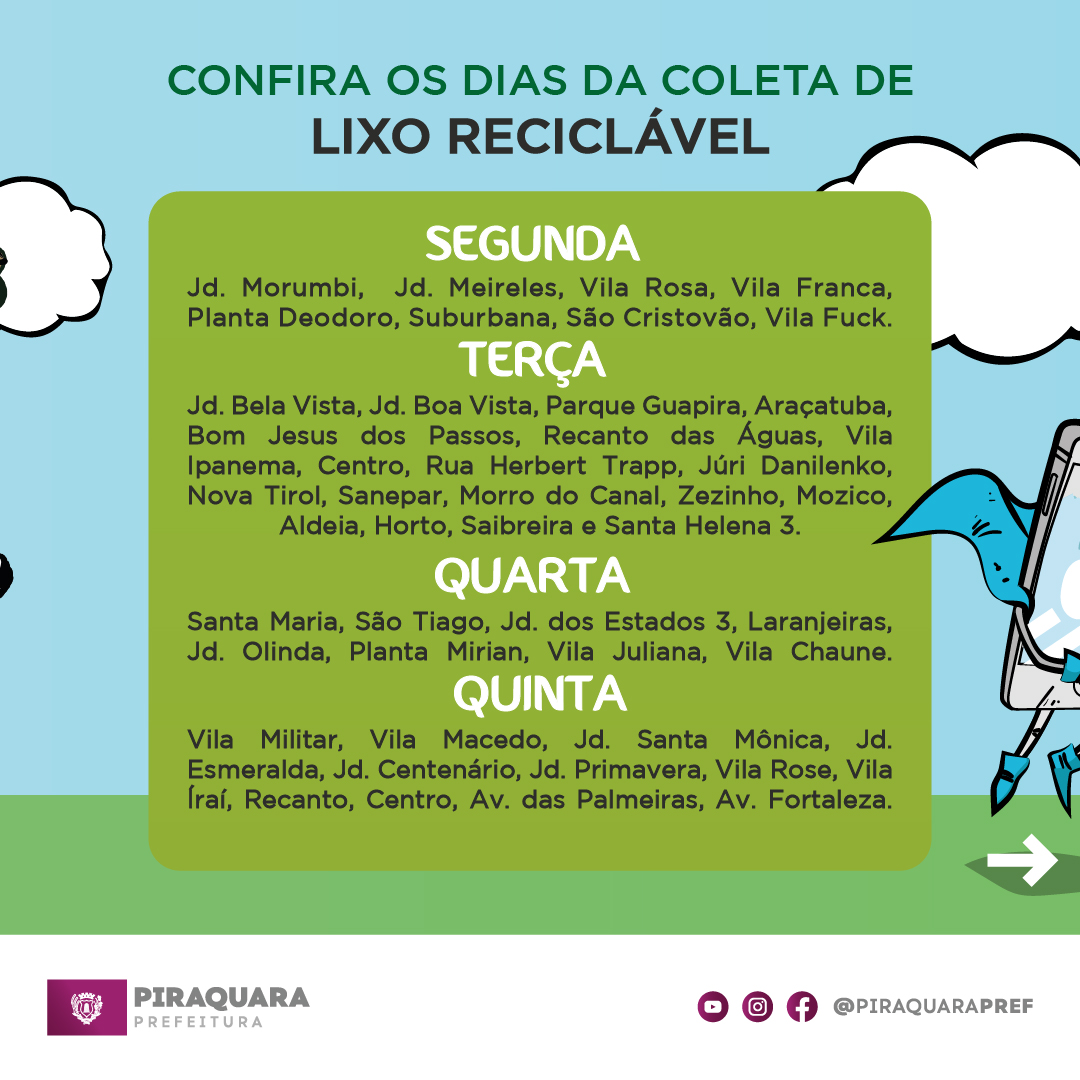 CONFIRA OS DIAS DA COLETA DE
LIXO RECICLÁVEL
SEGUNDA
Jd. Morumbi, Jd. Meireles, Vila Rosa, Vila Franca,
Planta Deodoro, Suburbana, São Cristovão, Vila Fuck.
TERÇA
Jd. Bela Vista, Jd. Boa Vista, Parque Guapira, Araçatuba,
Bom Jesus dos Passos, Recanto das Águas, Vila
Ipanema, Centro, Rua Herbert Trapp, Júri Danilenko,
Nova Tirol, Sanepar, Morro do Canal, Zezinho, Mozico,
Aldeia, Horto, Saibreira e Santa Helena 3.
QUARTA
Santa Maria, São Tiago, Jd. dos Estados 3, Laranjeiras,
Jd. Olinda, Planta Mirian, Vila Juliana, Vila Chaune.
QUINTA
Vila Militar, Vila Macedo, Jd. Santa Mônica, Jd.
Esmeralda, Jd. Centenário, Jd. Primavera, Vila Rose, Vila
Íraí, Recanto, Centro, Av. das Palmeiras, Av. Fortaleza.
PIRAQUARA
PREFEITURA
@PIRAQUARAPREF